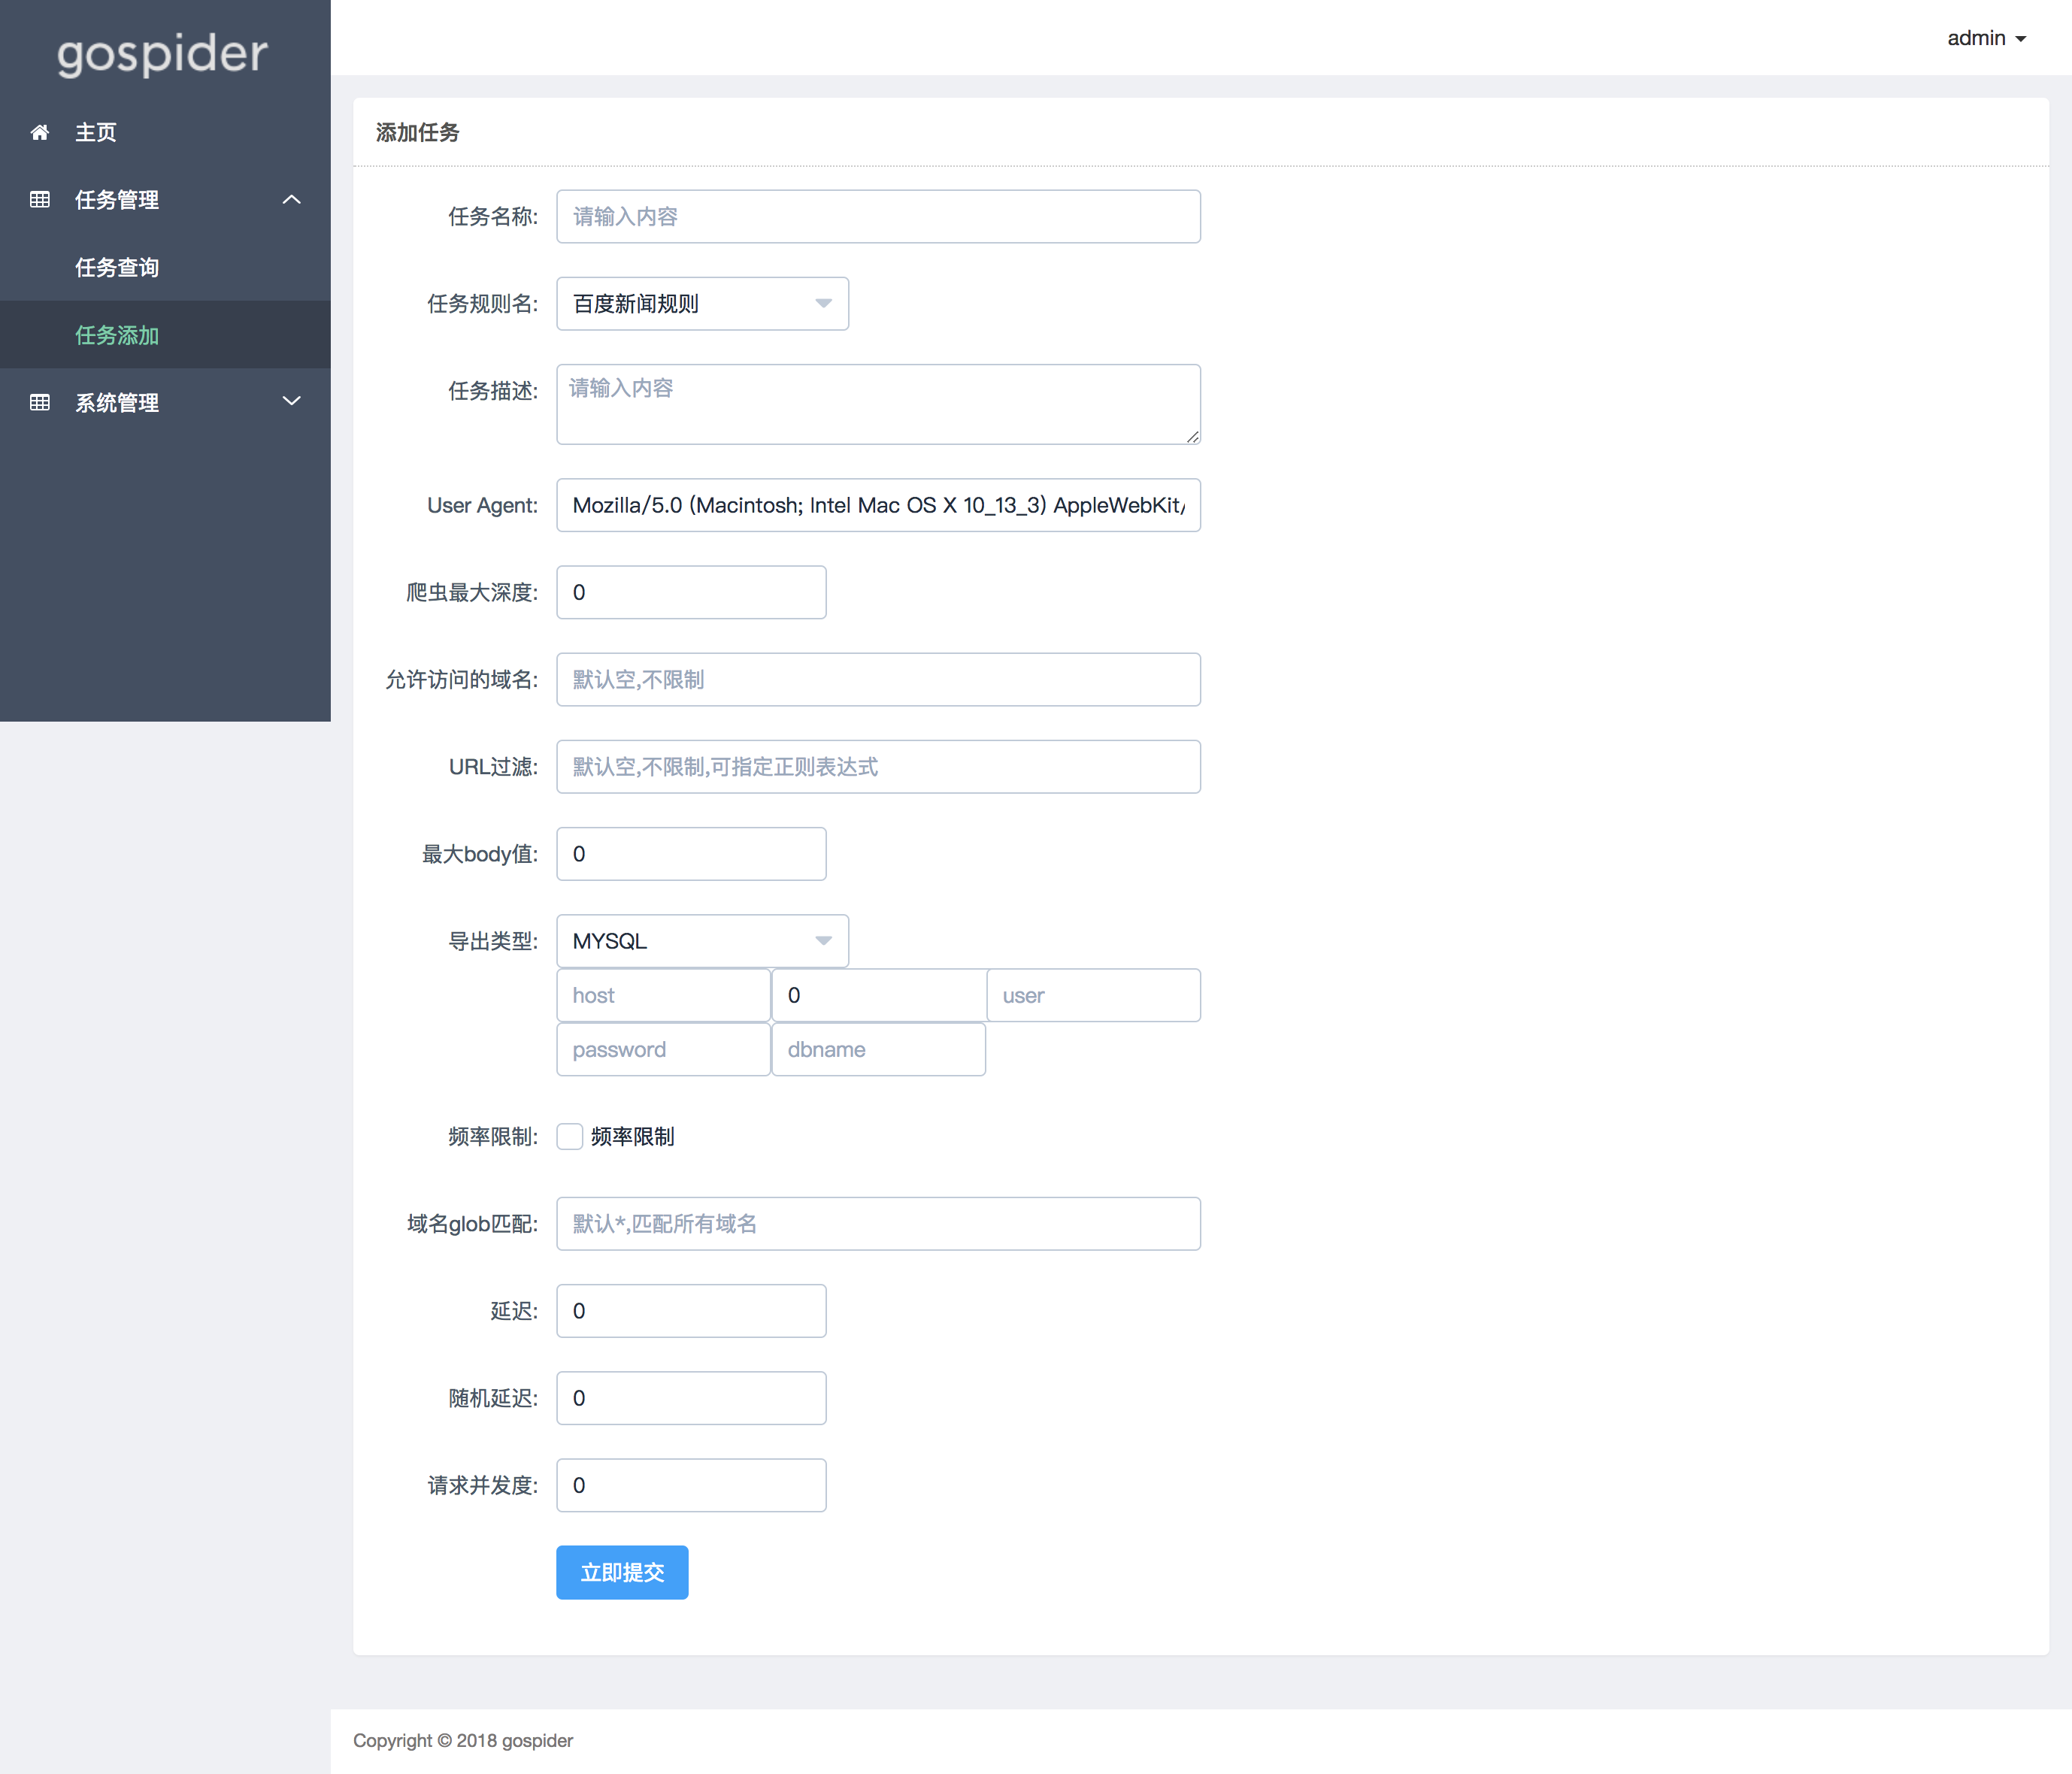 gospider
admin
主页
任务管理
任务查询
任务添加
系统管理
添加任务
任务名称: 请输入内容
任务规则名: 百度新闻规则
任务描述: 请输入内容
User Agent: Mozilla/5.0 (Macintosh; Intel Mac OS X 10_13_3) AppleWebKit/
爬虫最大深度: 0
允许访问的域名: 默认空,不限制
URL过滤: 默认空,不限制,可指定正则表达式
最大body值: 0
导出类型: MYSQL
host 0 user
password dbname
频率限制: 频率限制
域名glob匹配: 默认*,匹配所有域名
延迟: 0
随机延迟: 0
请求并发度: 0
立即提交
Copyright © 2018 gospider